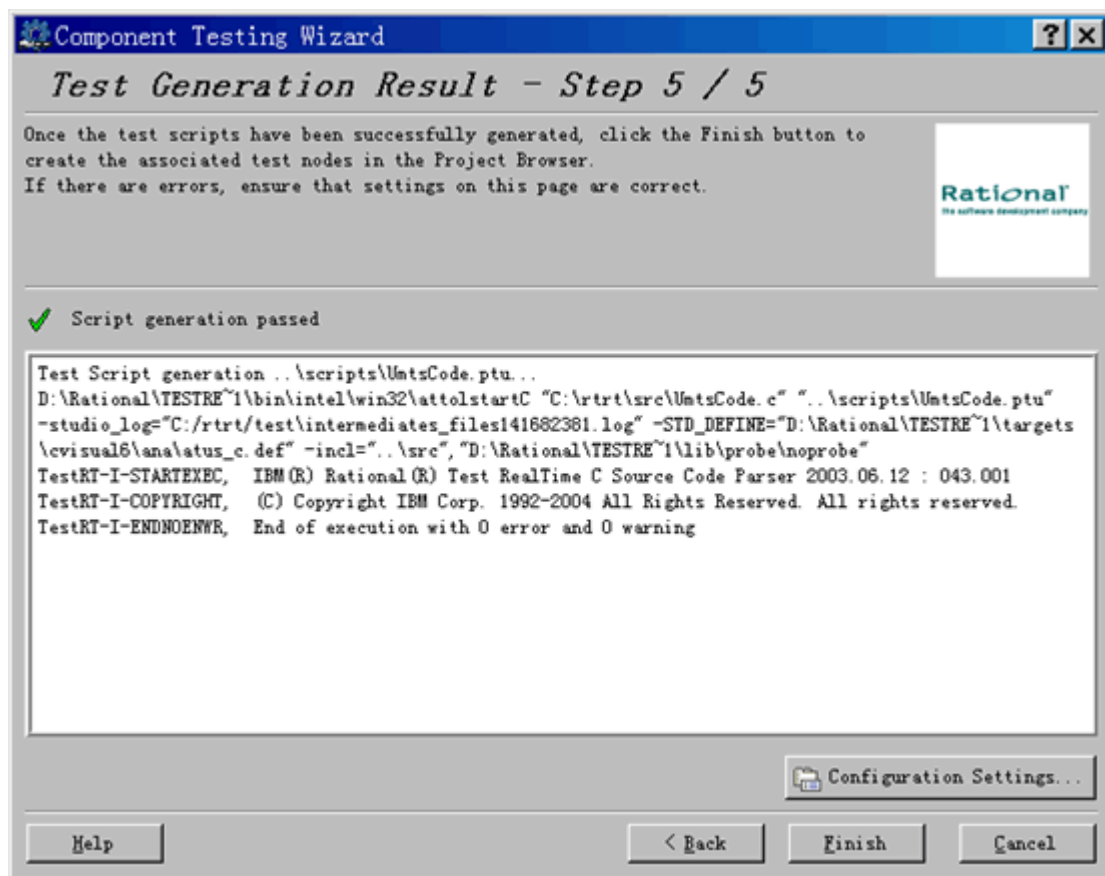 Component Testing Wizard
Test Generation Result - Step 5 / 5
Once the test scripts have been successfully generated, click the Finish button to
create the associated test nodes in the Project Browser.
If there are errors, ensure that settings on this page are correct.
Rational
the software development company
Script generation passed
Test Script generation ..\scripts\UmtsCode.ptu...
D:\Rational\TESTRE~1\bin\intel\win32\attolstartC "C:\rtrt\src\UmtsCode.c" "..\scripts\UmtsCode.ptu"
-studio_log="C:/rtrt/test\intermediates_files141682381.log" -STD_DEFINE="D:\Rational\TESTRE~1\targets
\cvisual6\ana\atus_c.def" -incl="..\src","D:\Rational\TESTRE~1\lib\probe\noprobe"
TestRT-I-STARTEXEC, IBM(R) Rational(R) Test RealTime C Source Code Parser 2003.06.12 : 043.001
TestRT-I-COPYRIGHT, (C) Copyright IBM Corp. 1992-2004 All Rights Reserved. All rights reserved.
TestRT-I-ENDNOENWR, End of execution with 0 error and 0 warning
Configuration Settings...
Help
< Back
Finish
Cancel